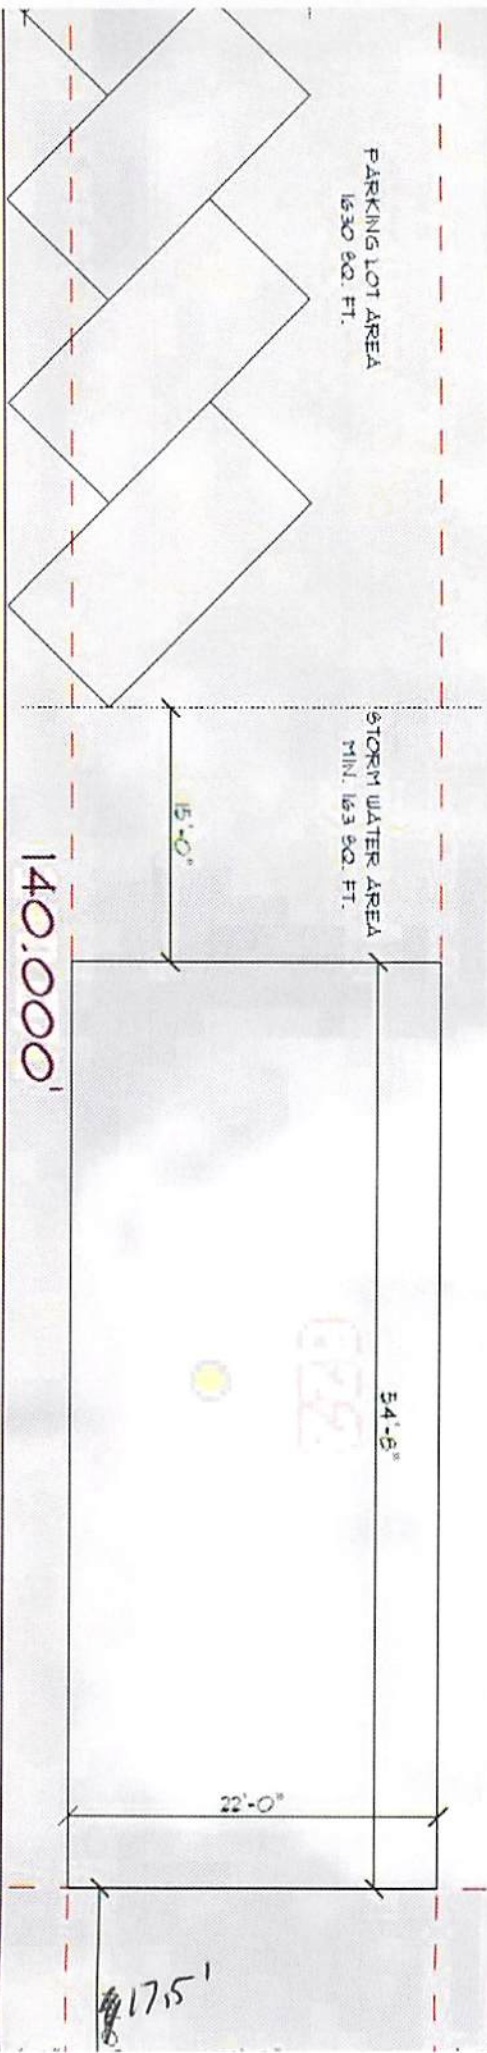 PARKING LOT AREA
1630 SQ. FT.
STORM WATER AREA
MIN. 163 SQ. FT.
15'-0"
140.000'
54'-8"
22'-0"
17.5'